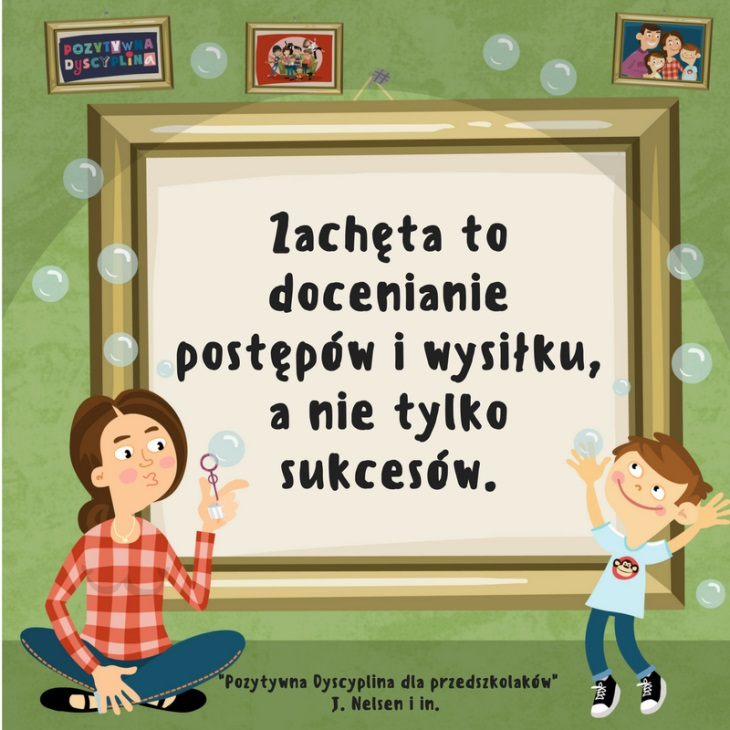 POZYTYWNA
DYSCYPLINA
Zachęta to
docenianie
postępów i wysiłku,
a nie tylko
sukcesów.
"Pozytywna Dyscyplina dla przedszkolaków"
J. Nelsen i in.